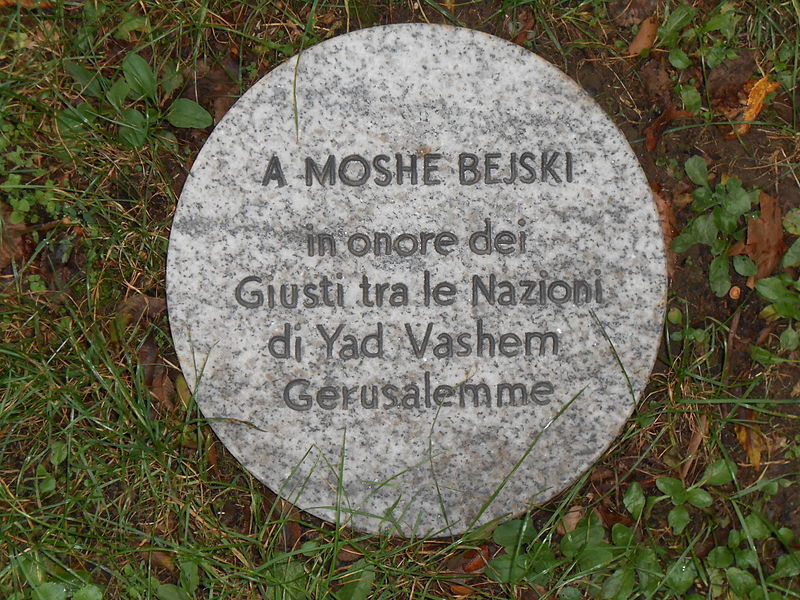 A MOSHE BEJSKI
in onore dei
Giusti tra le Nazioni
di Yad Vashem
Gerusalemme